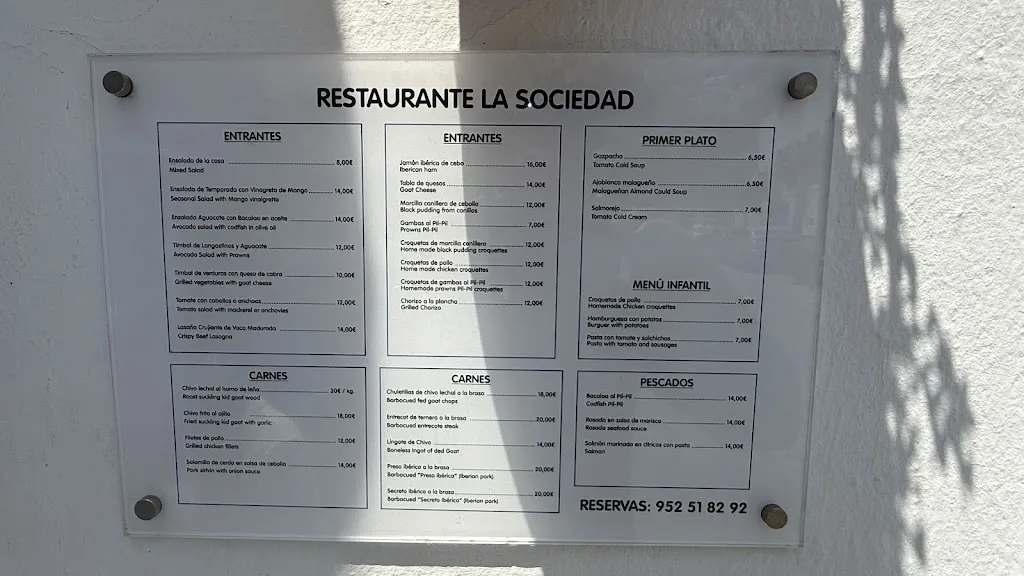 RESTAURANTE LA SOCIEDAD
ENTRANTES
Ensalada de la casa 8,00€
Mixed Salad
Ensalada de Temporada con Vinagreta de Mango 14,00€
Seasonal Salad with Mango vinaigrette
Ensalada Aguacate con Bacalao en aceite 14,00€
Avocado salad with codfish in olive oil
Timbal de Langostinos y Aguacate 12,00€
Avocado Salad with Prawns
Timbal de verduras con queso de cabra 10,00€
Grilled vegetables with goat cheese
Tomate con caballa o anchoas 12,00€
Tomato salad with mackerel or anchovies
Lasaña Crujiente de Vaca Madurada 14,00€
Crispy Beef Lasagna
ENTRANTES
Jamón ibérico de cebo 16,00€
Iberican ham
Tabla de quesos 14,00€
Goat Cheese
Morcilla canillera de cebolla 12,00€
Black pudding from canillas
Gambas al Pil-Pil 7,00€
Prawns Pil-Pil
Croquetas de morcilla canillera 12,00€
Home made black pudding croquettes
Croquetas de pollo 12,00€
Home made chicken croquettes
Croquetas de gambas al Pil-Pil 12,00€
Homemade prawns Pil-Pil croquettes
Chorizo a la plancha 12,00€
Grilled Chorizo
PRIMER PLATO
Gazpacho 6,50€
Tomato Cold Soup
Ajoblanco malagueño 6,50€
Malagueñan Almond Could Soup
Salmorejo 7,00€
Tomato Cold Cream
MENÚ INFANTIL
Croquetas de pollo 7,00€
Homemade Chicken croquettes
Hamburguesa con patatas 7,00€
Burguer with potatoes
Pasta con tomate y salchichas 7,00€
Pasta with tomato and sausages
CARNES
Chivo lechal al horno de leña 30€ / kg.
Roast suckling kid goat wood
Chivo frito al ajillo 18,00€
Fried suckling kid goat with garlic
Filetes de pollo 12,00€
Grilled chicken fillets
Solomillo de cerdo en salsa de cebolla 14,00€
Pork sirlvin with onion sauce
CARNES
Chuletillas de chivo lechal a la brasa 18,00€
Barbacued fed goat chops
Entrecot de ternera a la brasa 20,00€
Barbacued entrecote steak
Lingote de Chivo 14,00€
Boneless Ingot of ded Goat
Presa ibérica a la brasa 20,00€
Barbacued "Presa ibérica" (Iberian pork)
Secreto ibérico a la brasa 20,00€
Barbacued "Secreto ibérico" (Iberian pork)
PESCADOS
Bacalao al Pil-Pil 14,00€
Codfish Pil-Pil
Rosada en salsa de marisco 14,00€
Rosada seafood sauce
Salmón marinado en cítricos con pasta 14,00€
Salmon
RESERVAS: 952 51 82 92